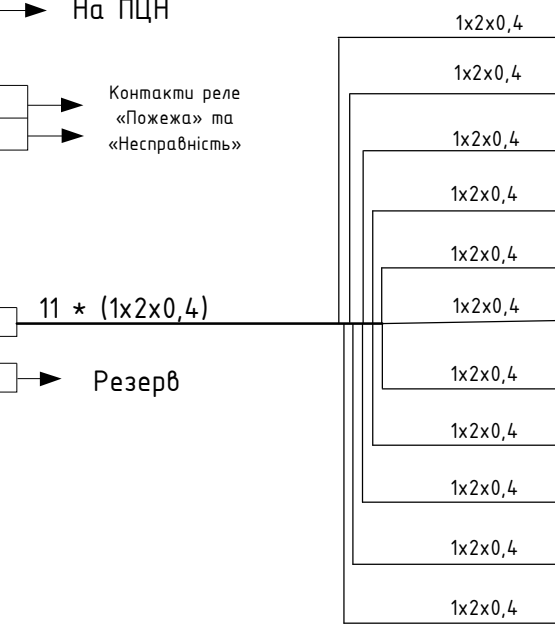 На ПЦН
Контакти реле
«Пожежа» та
«Несправність»
11 * (1x2x0,4)
Резерв
1x2x0,4
1x2x0,4
1x2x0,4
1x2x0,4
1x2x0,4
1x2x0,4
1x2x0,4
1x2x0,4
1x2x0,4
1x2x0,4
1x2x0,4